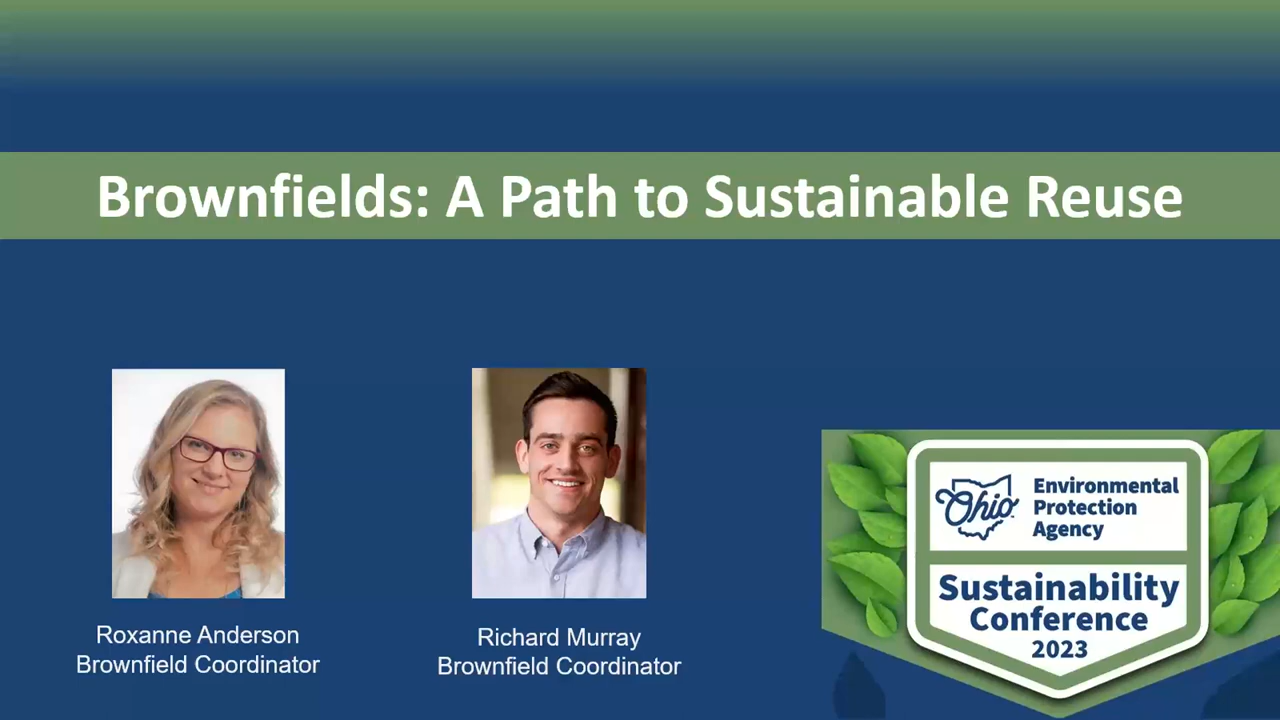 Brownfields: A Path to Sustainable Reuse
Roxanne Anderson
Brownfield Coordinator
Richard Murray
Brownfield Coordinator
Ohio
Environmental
Protection
Agency
Sustainability
Conference
2023